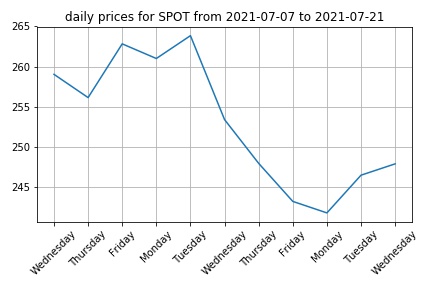 daily prices for SPOT from 2021-07-07 to 2021-07-21
265
260
255
250
245
Wednesday
Thursday
Friday
Monday
Tuesday
Wednesday
Thursday
Friday
Monday
Tuesday
Wednesday